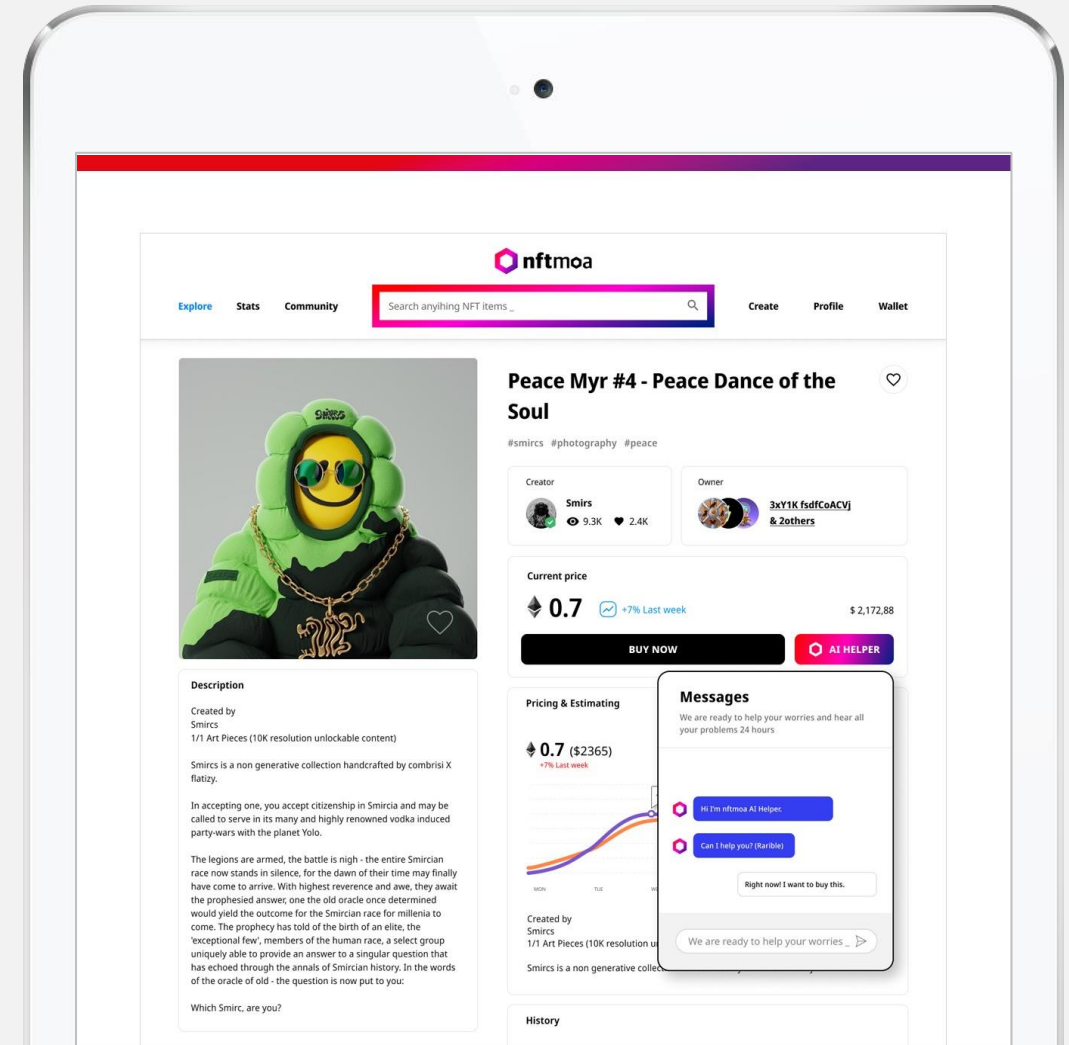 nftmoa
Explore Stats Community Search anyihing NFT items _ Create Profile Wallet
smircs
Peace Myr #4 - Peace Dance of the
Soul
#smircs #photography #peace
Creator
Smirs
9.3K 2.4K
Owner
3xY1K fsdfCoACVj
& 2others
Current price
0.7 +7% Last week $ 2,172,88
BUY NOW AI HELPER
Description
Created by
Smircs
1/1 Art Pieces (10K resolution unlockable content)
Smircs is a non generative collection handcrafted by combrisi X
flatizy.
In accepting one, you accept citizenship in Smircia and may be
called to serve in its many and highly renowned vodka induced
party-wars with the planet Yolo.
The legions are armed, the battle is nigh - the entire Smircian
race now stands in silence, for the dawn of their time may finally
have come to arrive. With highest reverence and awe, they await
the prophesied answer, one the old oracle once determined
would yield the outcome for the Smircian race for millenia to
come. The prophecy has told of the birth of an elite, the
'exceptional few', members of the human race, a select group
uniquely able to provide an answer to a singular question that
has echoed through the annals of Smircian history. In the words
of the oracle of old - the question is now put to you:
Which Smirc, are you?
Pricing & Estimating
0.7 ($2365)
+7% Last week
MON TUE
Created by
Smircs
1/1 Art Pieces (10K resolution
Smircs is a non generative
Messages
We are ready to help your worries and hear all
your problems 24 hours
Hi I'm nftmoa AI Helper.
Can I help you? (Rarible)
Right now! I want to buy this.
We are ready to help your worries _
History